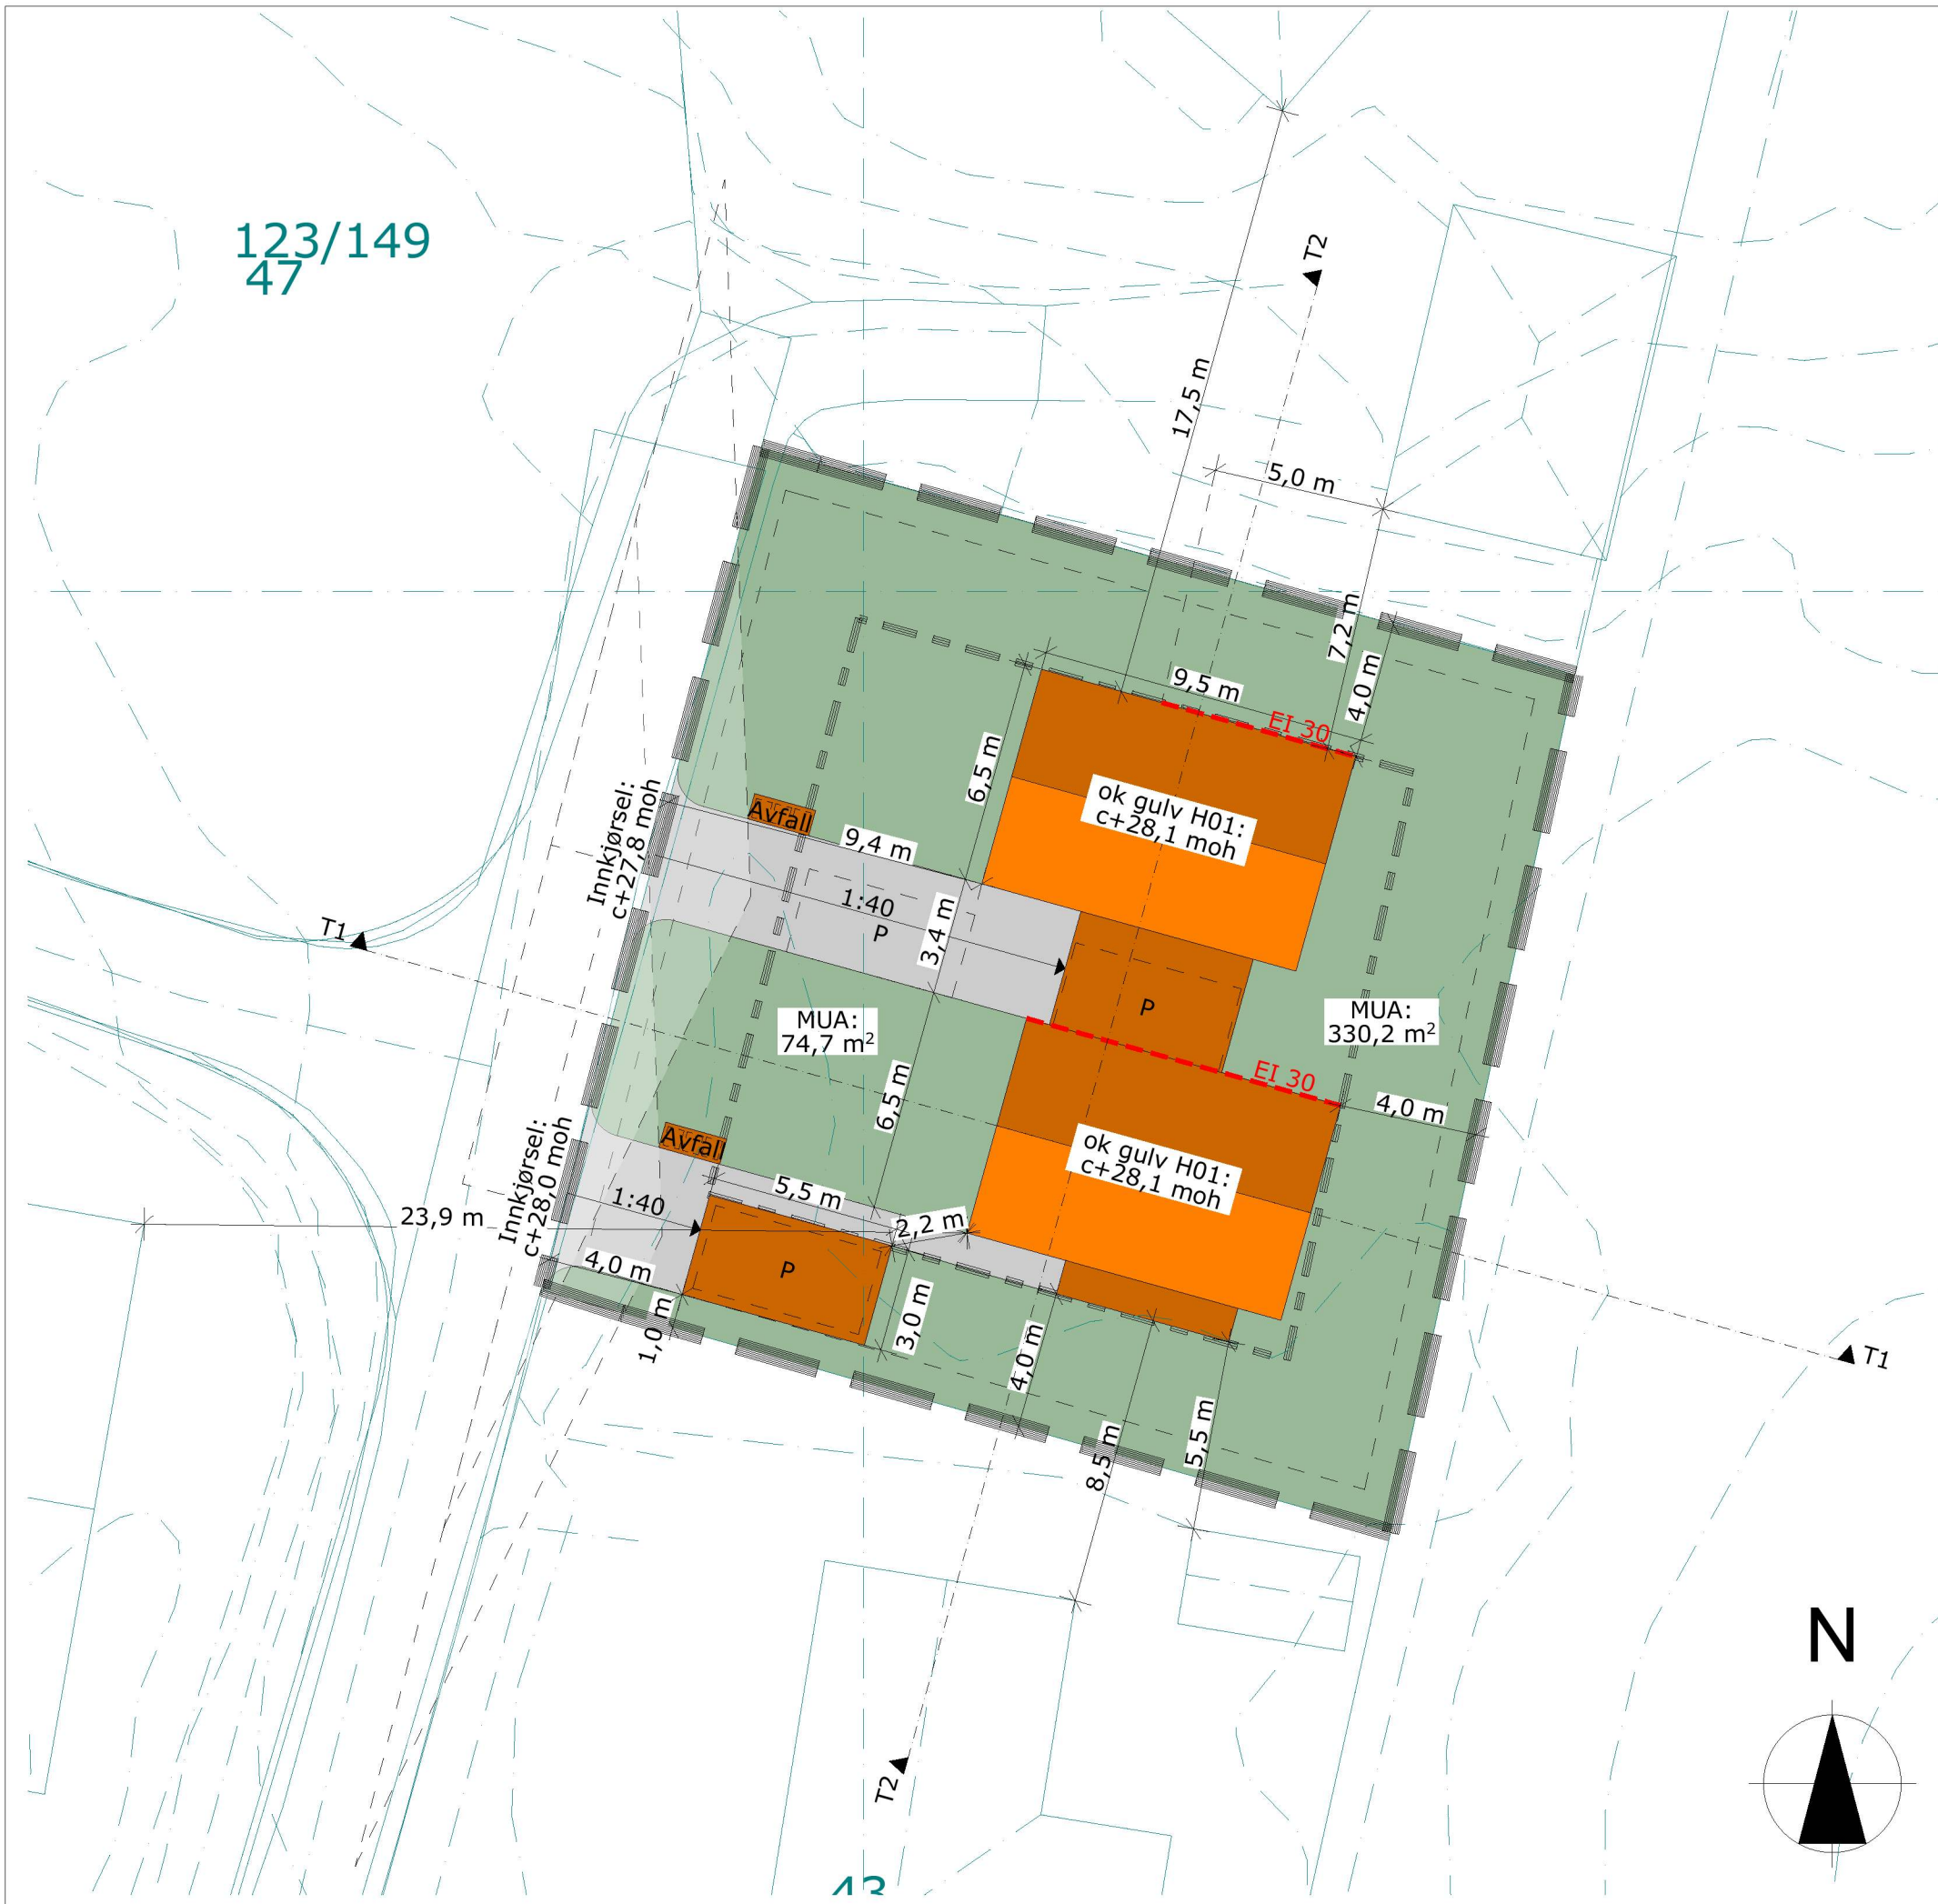 123/149
47
T2
17,5 m
5,0 m
7,2 m
4,0 m
9,5 m
EI 30
6,5 m
ok gulv H01:
c+28,1 moh
Innkjørsel:
c+27,8 moh
Avfall
9,4 m
1:40
P
3,4 m
T1
P
MUA:
74,7 m²
MUA:
330,2 m²
EI 30
4,0 m
6,5 m
ok gulv H01:
c+28,1 moh
Innkjørsel:
c+28,0 moh
Avfall
5,5 m
1:40
23,9 m
2,2 m
4,0 m
P
1,0 m
3,0 m
4,0 m
8,5 m
5,5 m
T1
N
T2
43